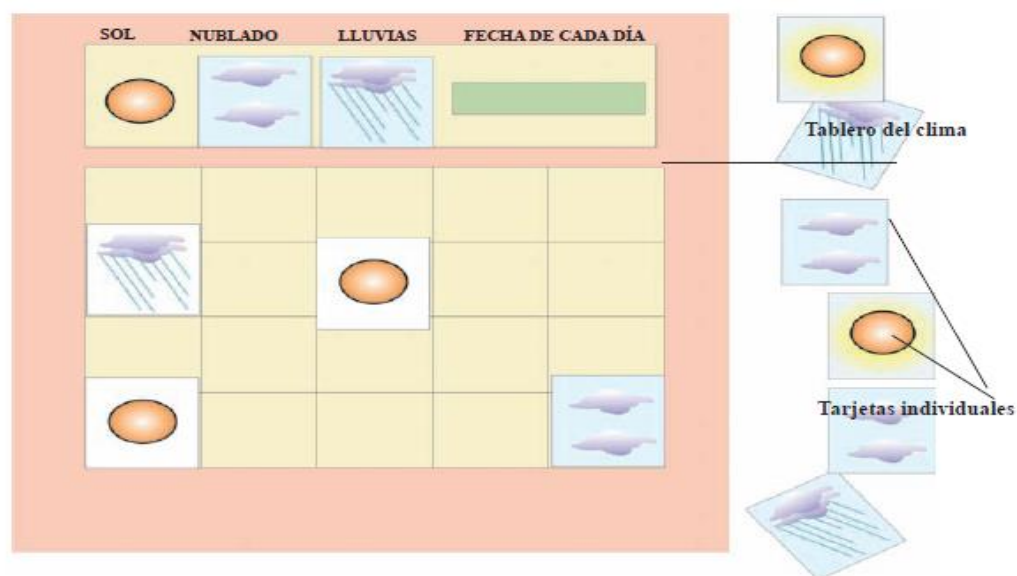 SOL NUBLADO LLUVIAS FECHA DE CADA DÍA
Tablero del clima
Tarjetas individuales